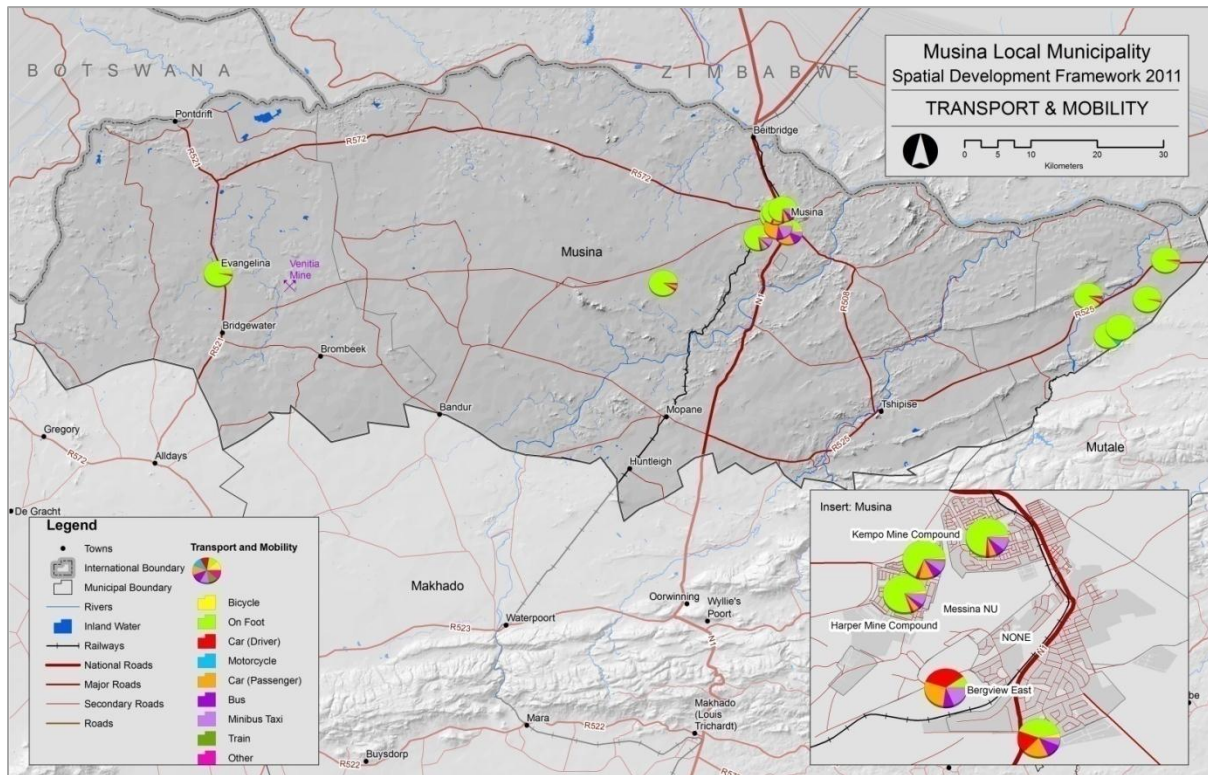 BOTSWANA
ZIMBABWE
Musina Local Municipality
Spatial Development Framework 2011
TRANSPORT & MOBILITY
0 5 10 20 30
Kilometers
Pontdrift
Beitbridge
R572
R521
R572
Musina
Evangelina
Venitia
Mine
Musina
N1
R508
R525
Bridgewater
R521
Brombeek
Bandur
Mopane
Tshipise
R525
Gregory
R572
Alldays
Huntleigh
Mutale
De Gracht
Makhado
Oorwinning
Wyllie's
Poort
Waterpoort
R523
N1
Mara
R522
Makhado
(Louis
Trichardt)
Buysdorp
R522
Legend
Towns
International Boundary
Municipal Boundary
Rivers
Inland Water
Railways
National Roads
Major Roads
Secondary Roads
Roads
Transport and Mobility
Bicycle
On Foot
Car (Driver)
Motorcycle
Car (Passenger)
Bus
Minibus Taxi
Train
Other
Insert: Musina
Kempo Mine Compound
Messina NU
Harper Mine Compound
NONE
N1
Bergview East